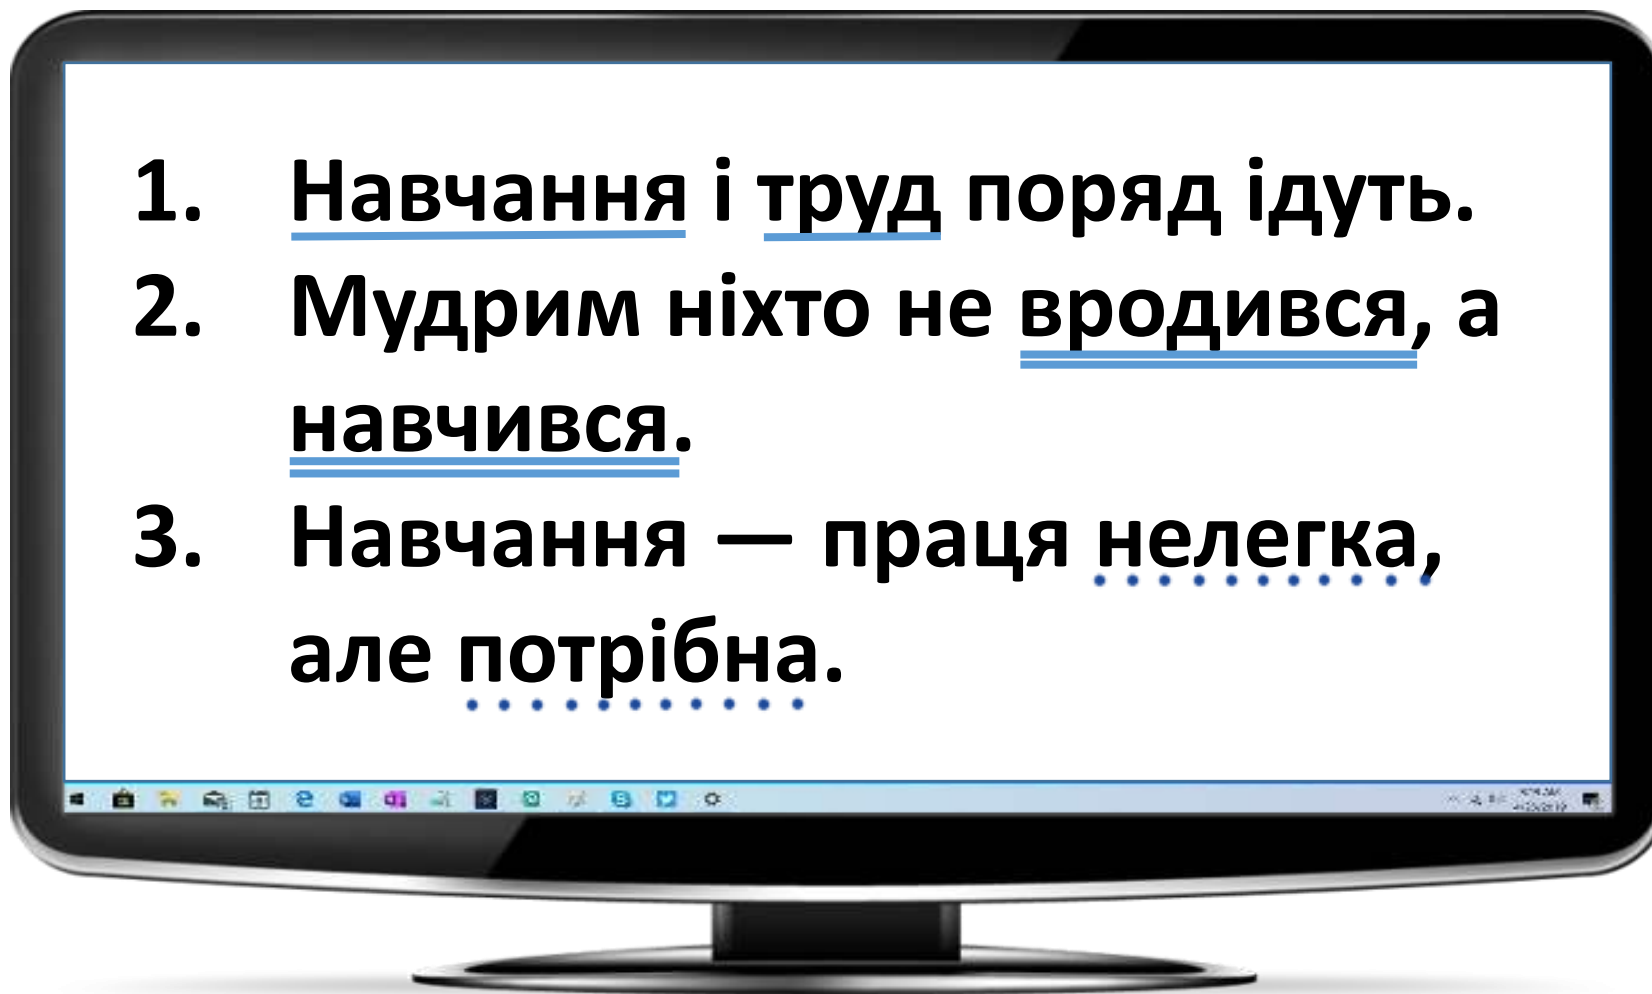 1. Навчання і труд поряд ідуть.
2. Мудрим ніхто не вродився, а
навчився.
3. Навчання — праця нелегка,
але потрібна.